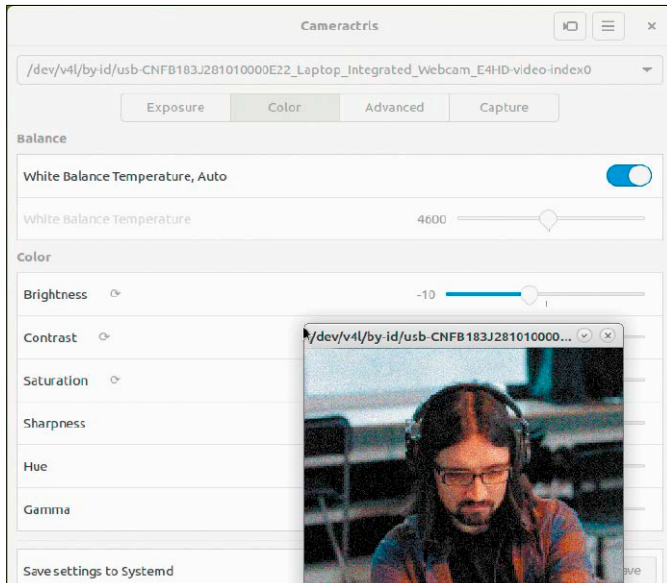 Cameractris
/dev/v4l/by-id/usb-CNFB183J281010000E22_Laptop_Integrated_Webcam_E4HD-video-index0
Exposure Color Advanced Capture
Balance
White Balance Temperature, Auto
White Balance Temperature 4600
Color
Brightness -10
/dev/v4l/by-id/usb-CNFB183J281010000...
Contrast
Saturation
Sharpness
Hue
Gamma
Save settings to Systemd